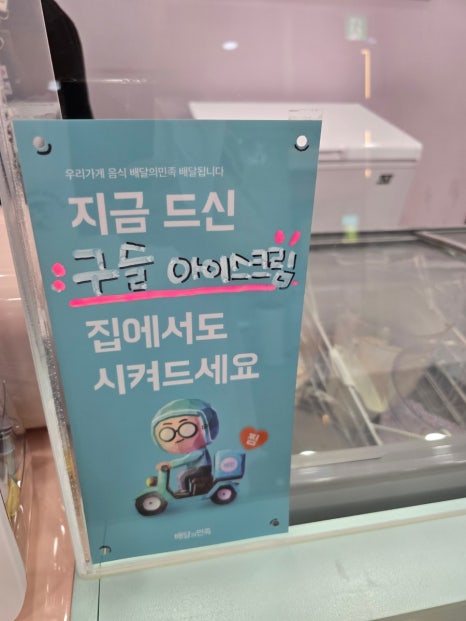 우리가게 음식 배달의민족 배달됩니다
지금 드신
구들 아이스크림
집에서도
시켜드세요
찜
배달의민족